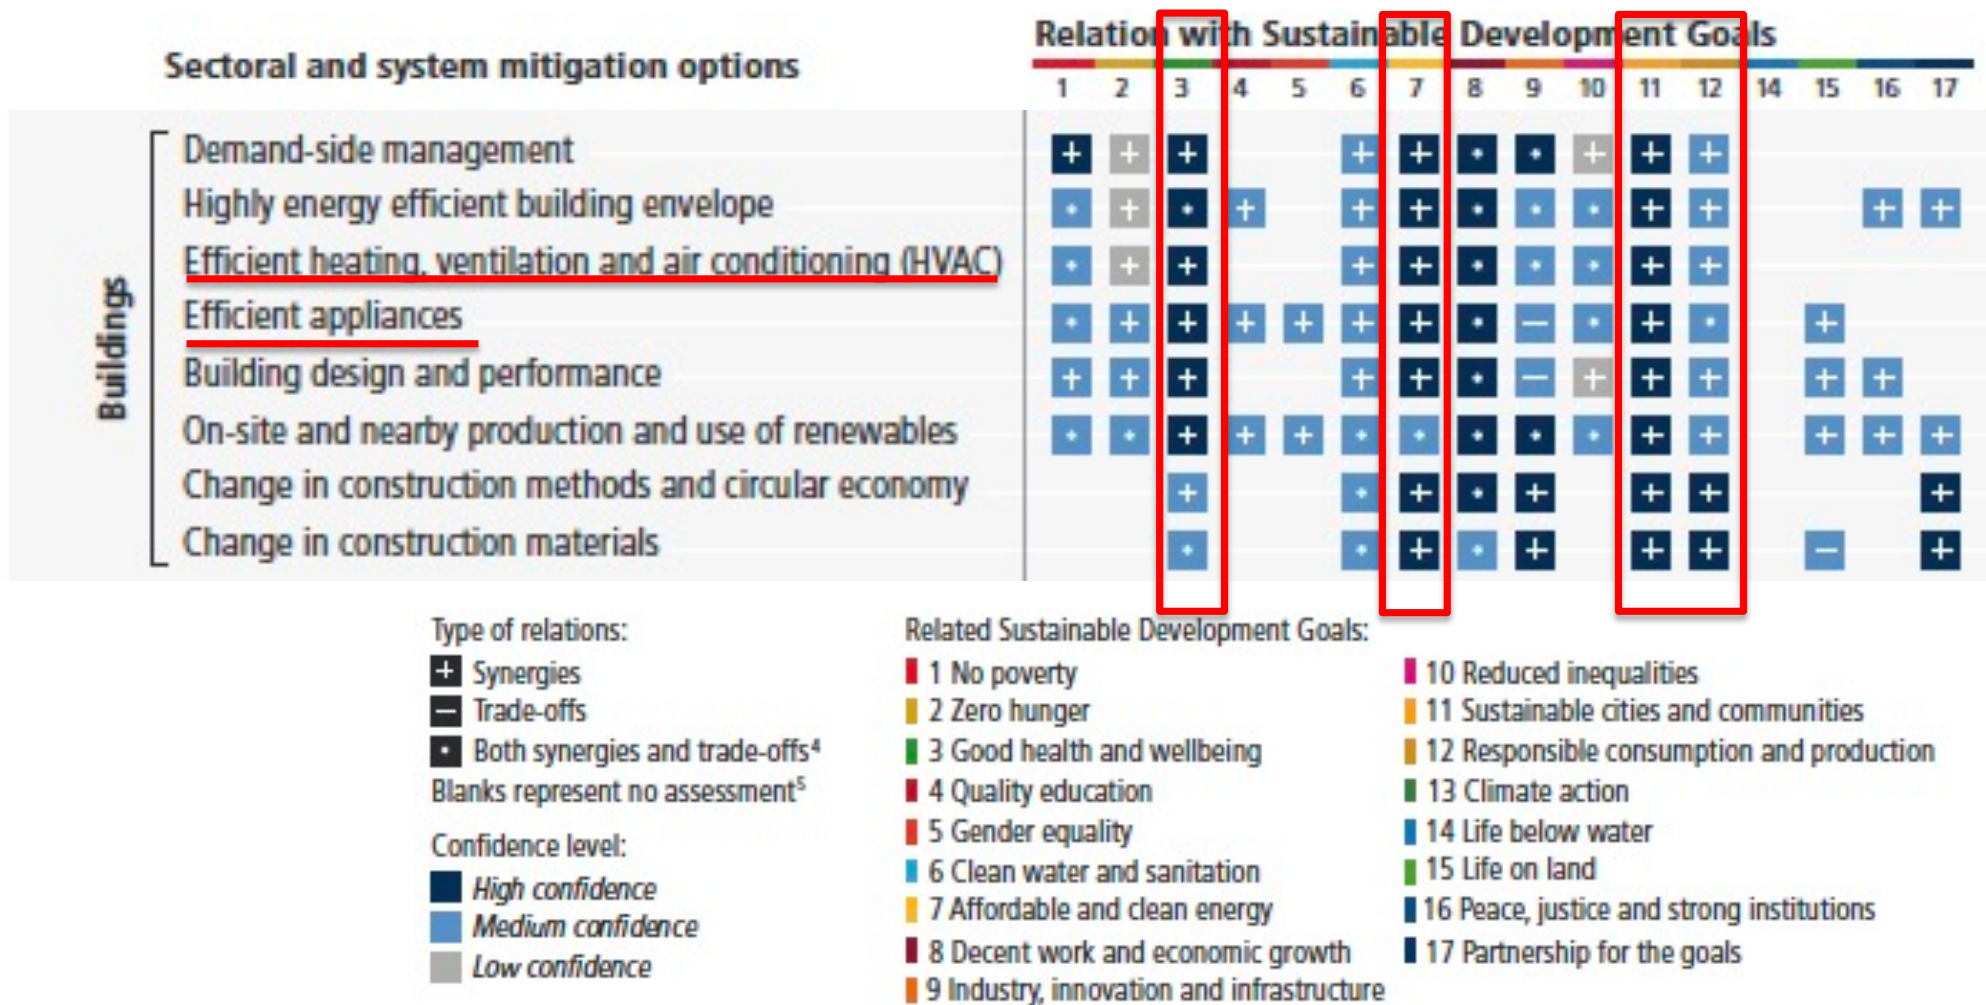 Relation with Sustainable Development Goals
Sectoral and system mitigation options
1 2 3 4 5 6 7 8 9 10 11 12 14 15 16 17
Buildings
Demand-side management
+ + + + + • • + + +
Highly energy efficient building envelope
• + • + + + • • • + + + +
Efficient heating, ventilation and air conditioning (HVAC)
• + + + + • • • + +
Efficient appliances
• + + + + + + • – • + • +
Building design and performance
+ + + + + • – + + + + +
On-site and nearby production and use of renewables
• • + + + • • • • • + + + + +
Change in construction methods and circular economy
+ • + • + + + +
Change in construction materials
• • + • + + + – +
Type of relations:
+ Synergies
– Trade-offs
• Both synergies and trade-offs⁴
Blanks represent no assessment⁵
Confidence level:
High confidence
Medium confidence
Low confidence
Related Sustainable Development Goals:
1 No poverty
2 Zero hunger
3 Good health and wellbeing
4 Quality education
5 Gender equality
6 Clean water and sanitation
7 Affordable and clean energy
8 Decent work and economic growth
9 Industry, innovation and infrastructure
10 Reduced inequalities
11 Sustainable cities and communities
12 Responsible consumption and production
13 Climate action
14 Life below water
15 Life on land
16 Peace, justice and strong institutions
17 Partnership for the goals